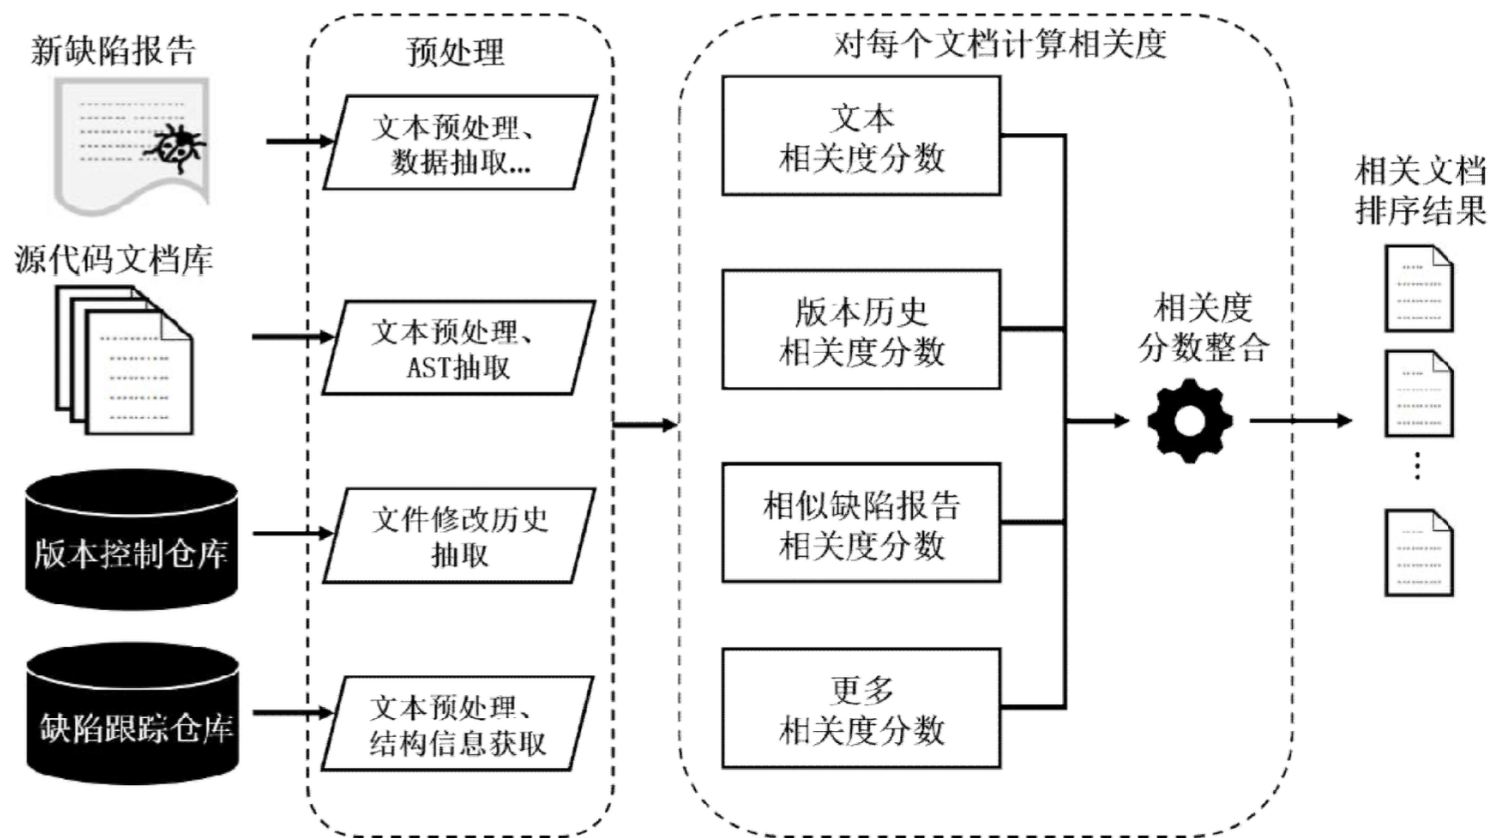 新缺陷报告
源代码文档库
版本控制仓库
缺陷跟踪仓库
预处理
文本预处理、
数据抽取...
文本预处理、
AST抽取
文件修改历史
抽取
文本预处理、
结构信息获取
对每个文档计算相关度
文本
相关度分数
版本历史
相关度分数
相似缺陷报告
相关度分数
更多
相关度分数
相关度
分数整合
相关文档
排序结果